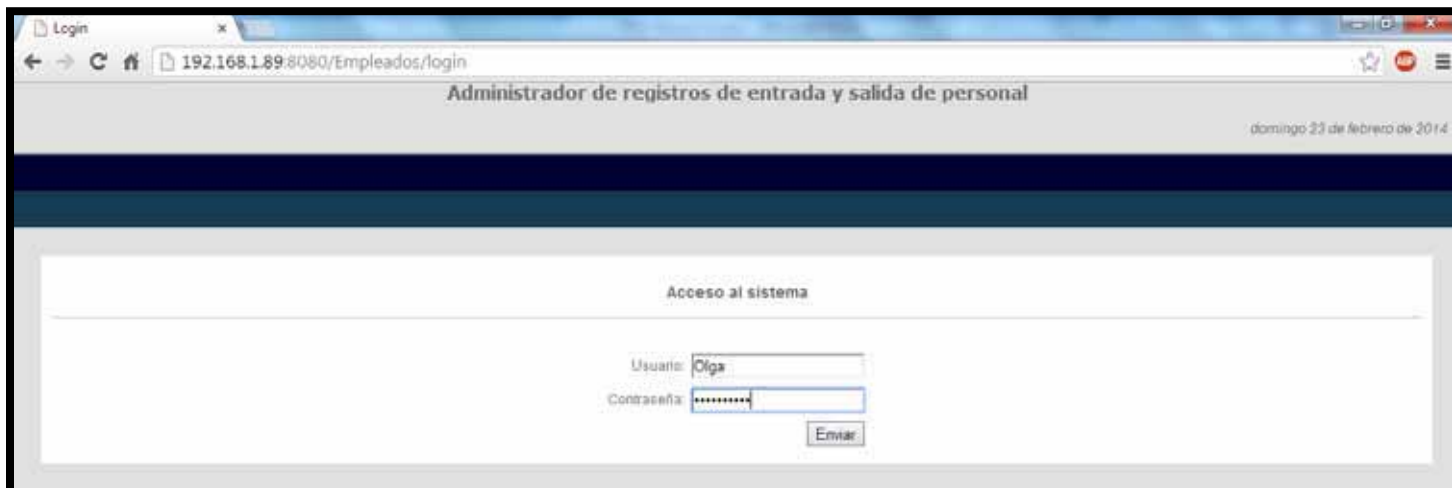 Login
192.168.1.89:8080/Empleados/login
ABP
Administrador de registros de entrada y salida de personal
domingo 23 de febrero de 2014
Acceso al sistema
Usuario: Olga
Contraseña: ••••••••••
Enviar